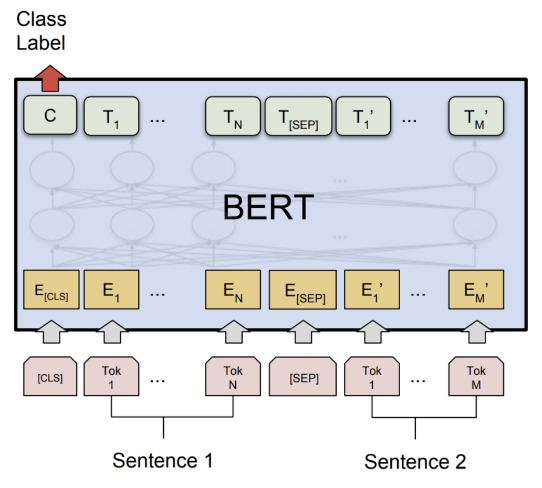 Class
Label
C T1 ... TN T[SEP] T1' ... TM'
...
BERT
...
E[CLS] E1 ... EN E[SEP] E1' ... EM'
[CLS] Tok 1 ... Tok N [SEP] Tok 1 ... Tok M
Sentence 1 Sentence 2